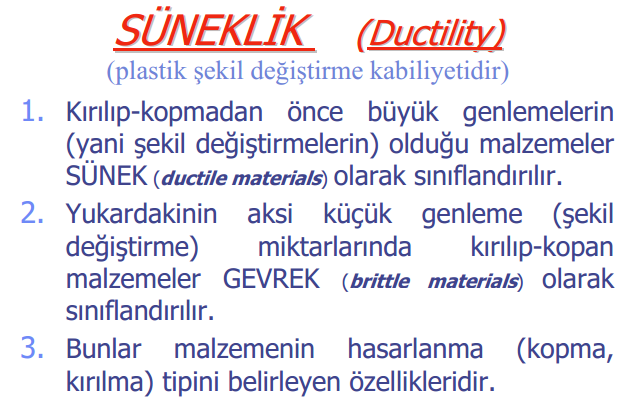 SÜNEKLİK (Ductility)
(plastik şekil değiştirme kabiliyetidir)
1. Kırılıp-kopmadan önce büyük genlemelerin
(yani şekil değiştirmelerin) olduğu malzemeler
SÜNEK (ductile materials) olarak sınıflandırılır.
2. Yukardakinin aksi küçük genleme (şekil
değiştirme) miktarlarında kırılıp-kopan
malzemeler GEVREK (brittle materials) olarak
sınıflandırılır.
3. Bunlar malzemenin hasarlanma (kopma,
kırılma) tipini belirleyen özellikleridir.